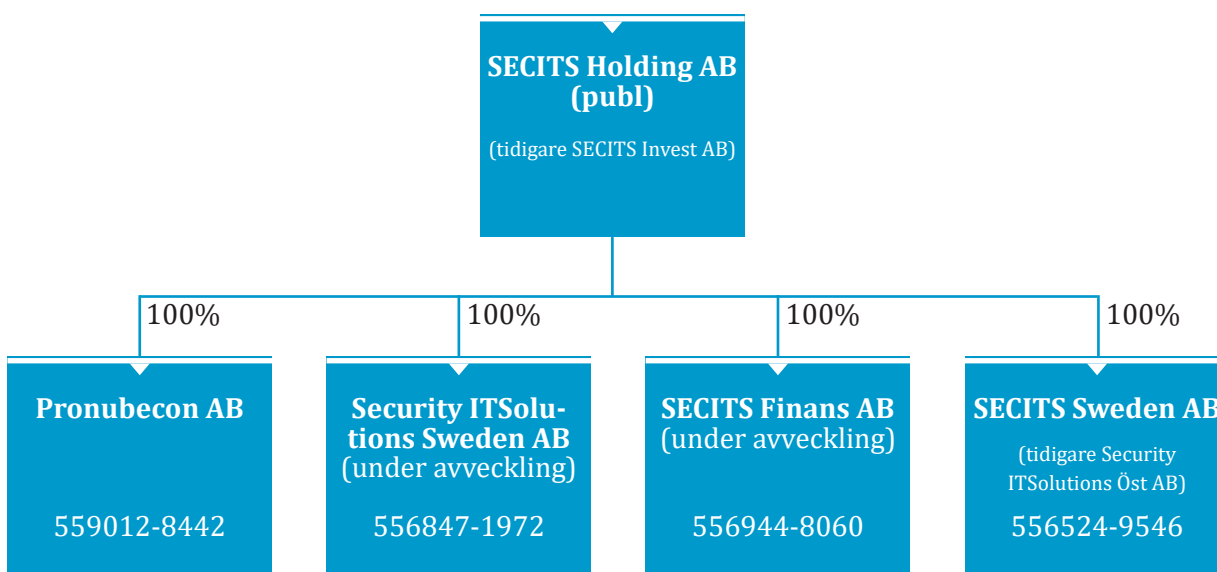 SECITS Holding AB
(publ)
(tidigare SECITS Invest AB)
100%
100%
100%
100%
Pronubecon AB
559012-8442
Security ITSolu-
tions Sweden AB
(under avveckling)
556847-1972
SECITS Finans AB
(under avveckling)
556944-8060
SECITS Sweden AB
(tidigare Security
ITSolutions Öst AB)
556524-9546